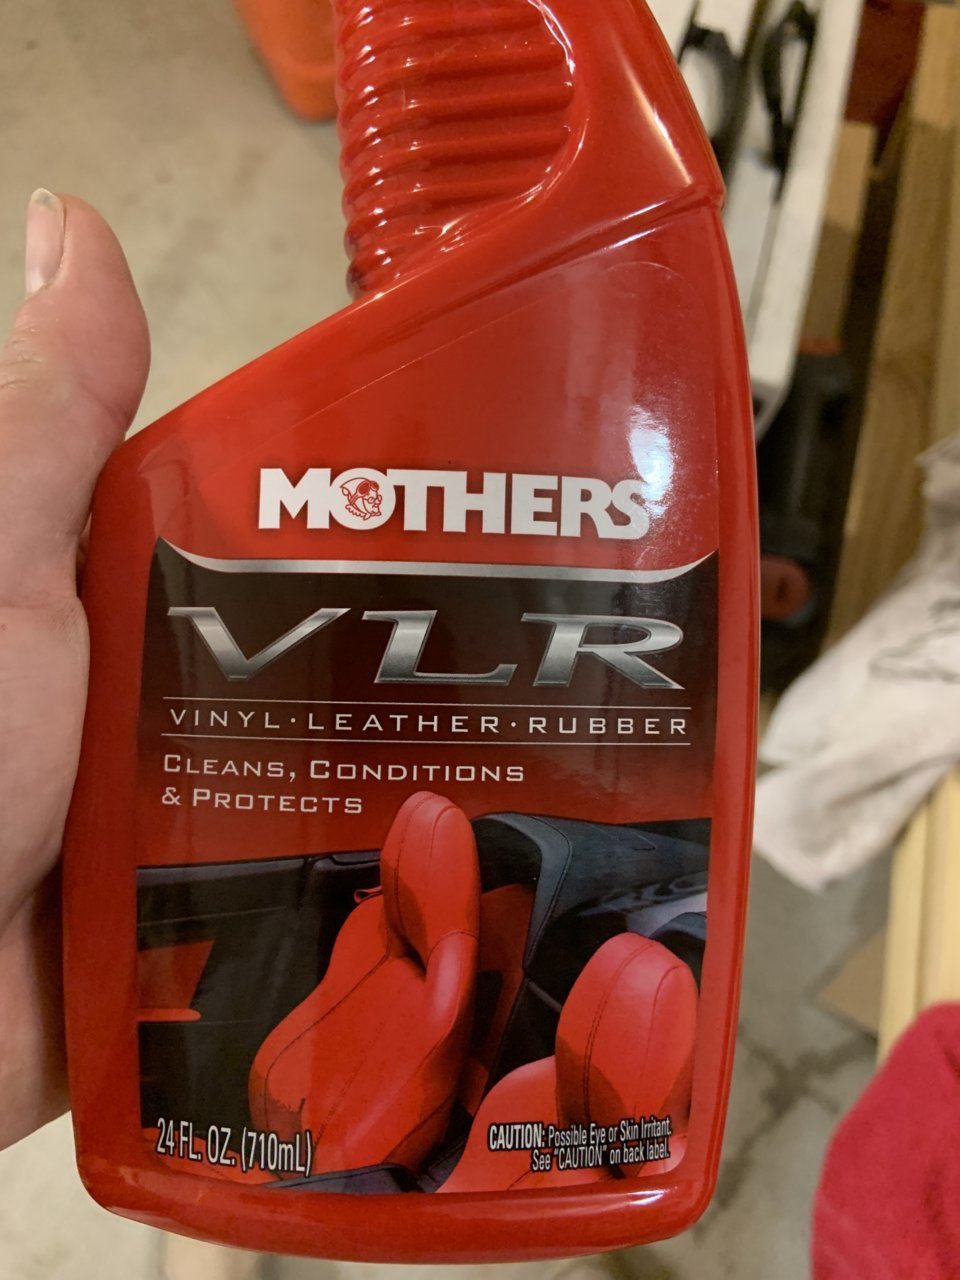 MOTHERS
VLR
VINYL·LEATHER·RUBBER
CLEANS, CONDITIONS
& PROTECTS
24 FL. OZ. (710mL)
CAUTION: Possible Eye or Skin Irritant.
See "CAUTION" on back label.